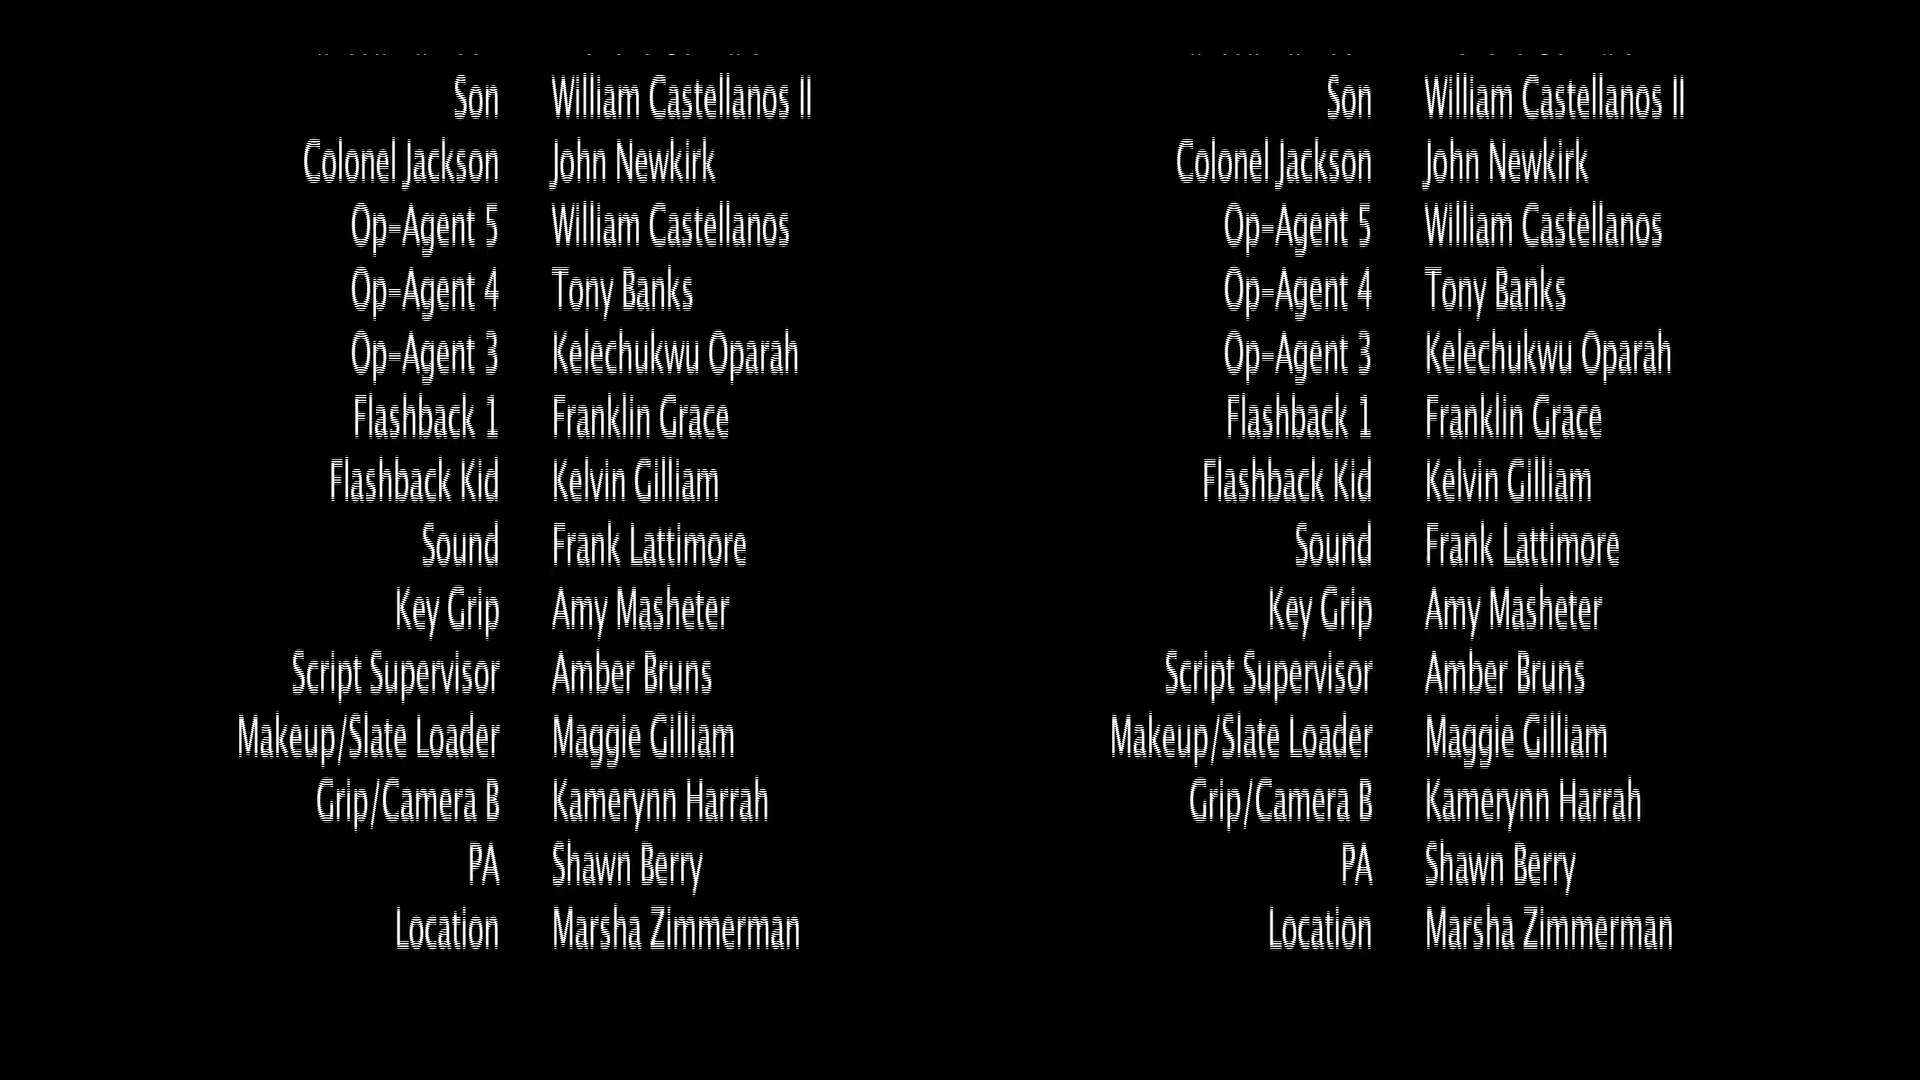 Son William Castellanos II Son William Castellanos II
Colonel Jackson John Newkirk Colonel Jackson John Newkirk
Op-Agent 5 William Castellanos Op-Agent 5 William Castellanos
Op-Agent 4 Tony Banks Op-Agent 4 Tony Banks
Op-Agent 3 Kelechukwu Oparah Op-Agent 3 Kelechukwu Oparah
Flashback 1 Franklin Grace Flashback 1 Franklin Grace
Flashback Kid Kelvin Gilliam Flashback Kid Kelvin Gilliam
Sound Frank Lattimore Sound Frank Lattimore
Key Grip Amy Masheter Key Grip Amy Masheter
Script Supervisor Amber Bruns Script Supervisor Amber Bruns
Makeup/Slate Loader Maggie Gilliam Makeup/Slate Loader Maggie Gilliam
Grip/Camera B Kamerynn Harrah Grip/Camera B Kamerynn Harrah
PA Shawn Berry PA Shawn Berry
Location Marsha Zimmerman Location Marsha Zimmerman